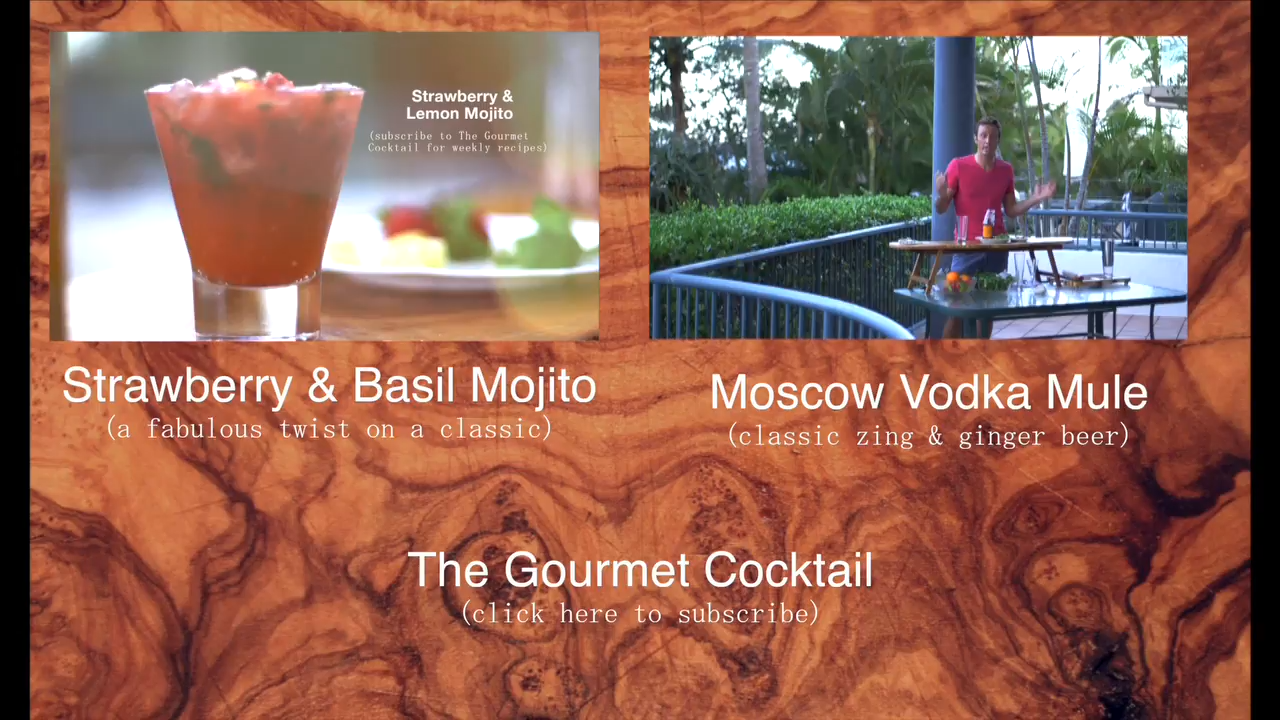 Strawberry &
Lemon Mojito
(subscribe to The Gourmet
Cocktail for weekly recipes)
Strawberry & Basil Mojito
(a fabulous twist on a classic)
Moscow Vodka Mule
(classic zing & ginger beer)
The Gourmet Cocktail
(click here to subscribe)